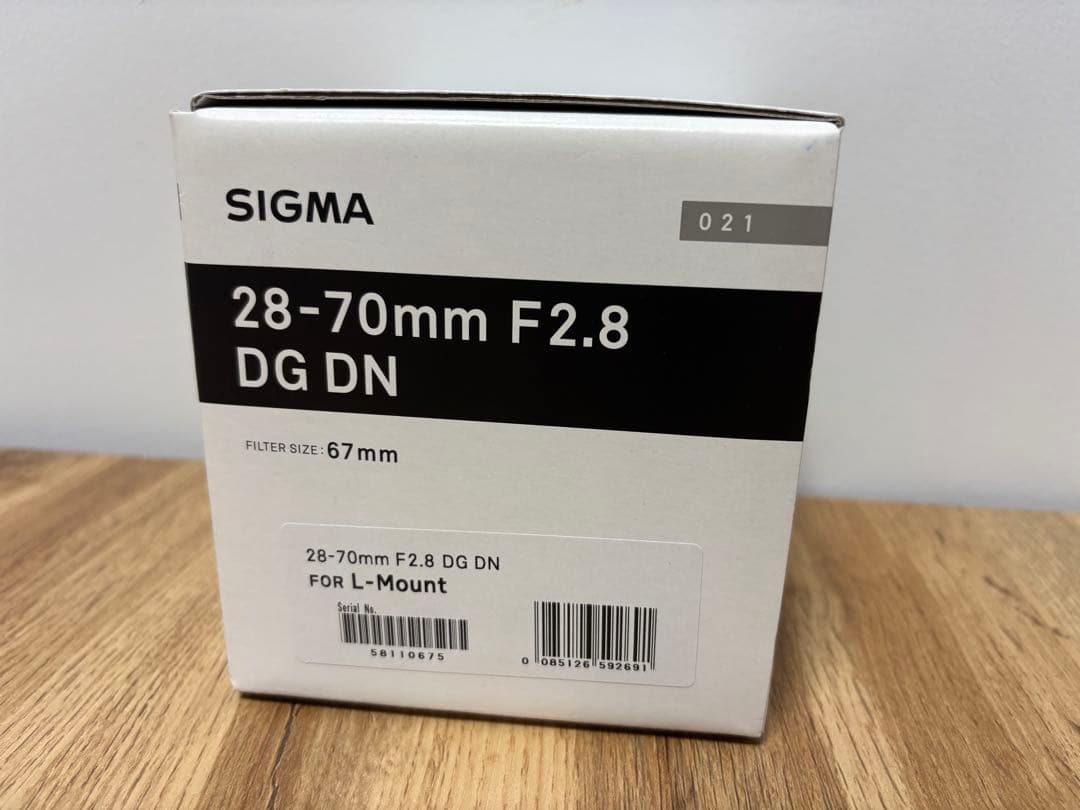 SIGMA
021
28-70mm F2.8
DG DN
FILTER SIZE: 67mm
28-70mm F2.8 DG DN
FOR L-Mount
Serial No.
58110675
0 085126 592691